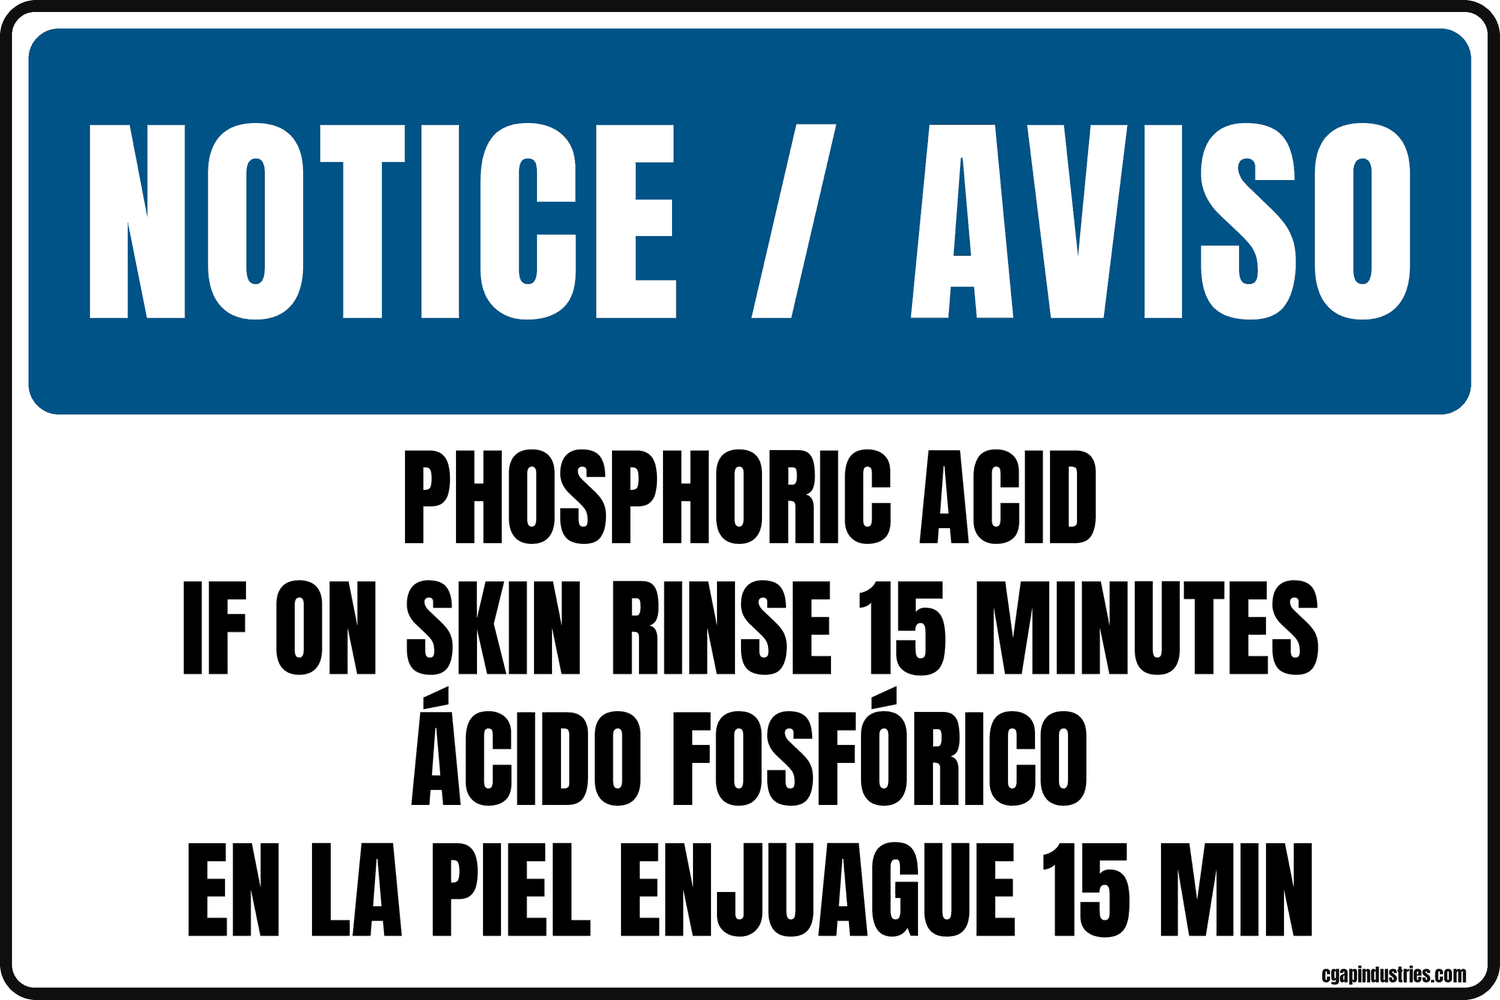 NOTICE / AVISO
PHOSPHORIC ACID
IF ON SKIN RINSE 15 MINUTES
ÁCIDO FOSFÓRICO
EN LA PIEL ENJUAGUE 15 MIN
cgapindustries.com